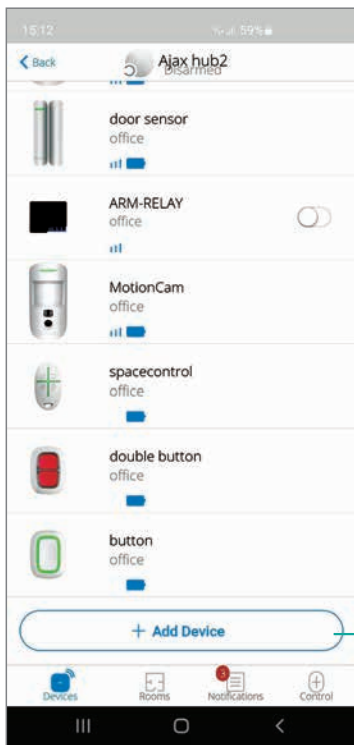 15:12
59%
Back
Ajax hub2
Disarmed
door sensor
office
ARM-RELAY
office
MotionCam
office
spacecontrol
office
double button
office
button
office
+ Add Device
3
Devices
Rooms
Notifications
Control